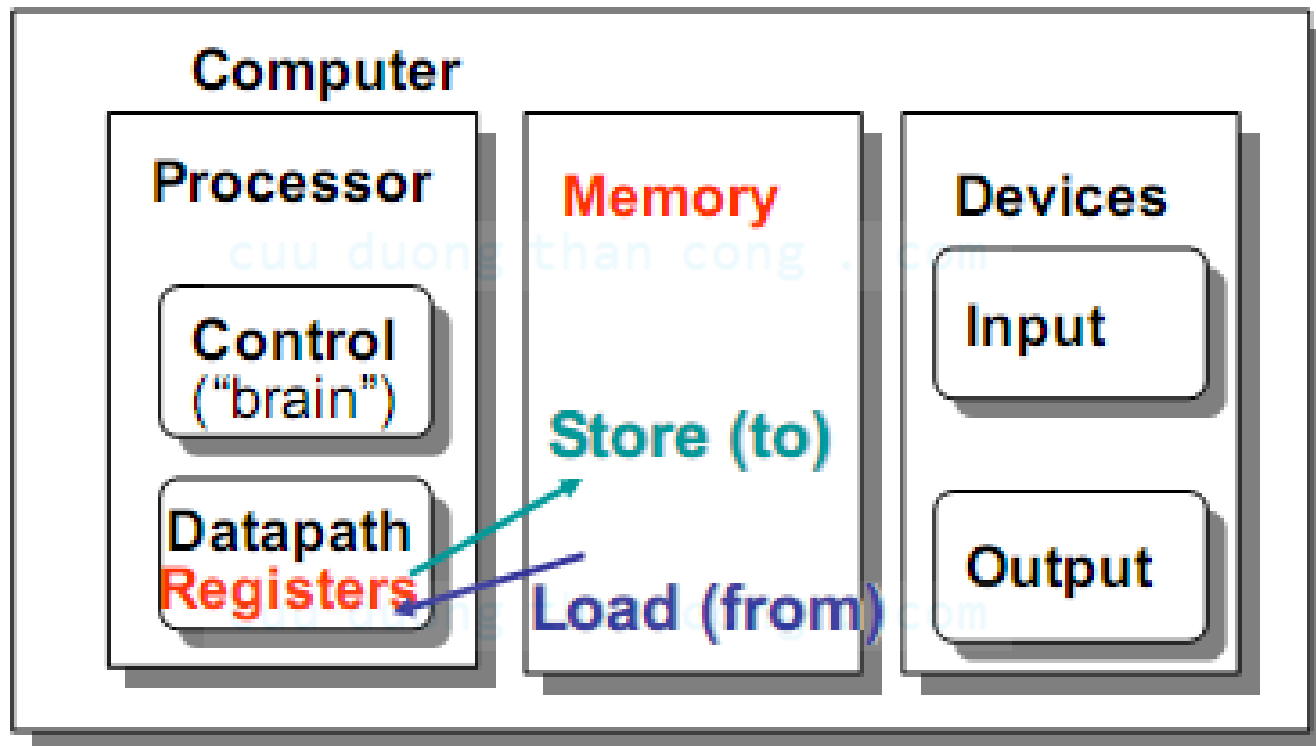 Computer
Processor
Control
(“brain”)
Datapath
Registers
Memory
Store (to)
Load (from)
Devices
Input
Output
cuu duong than cong . com